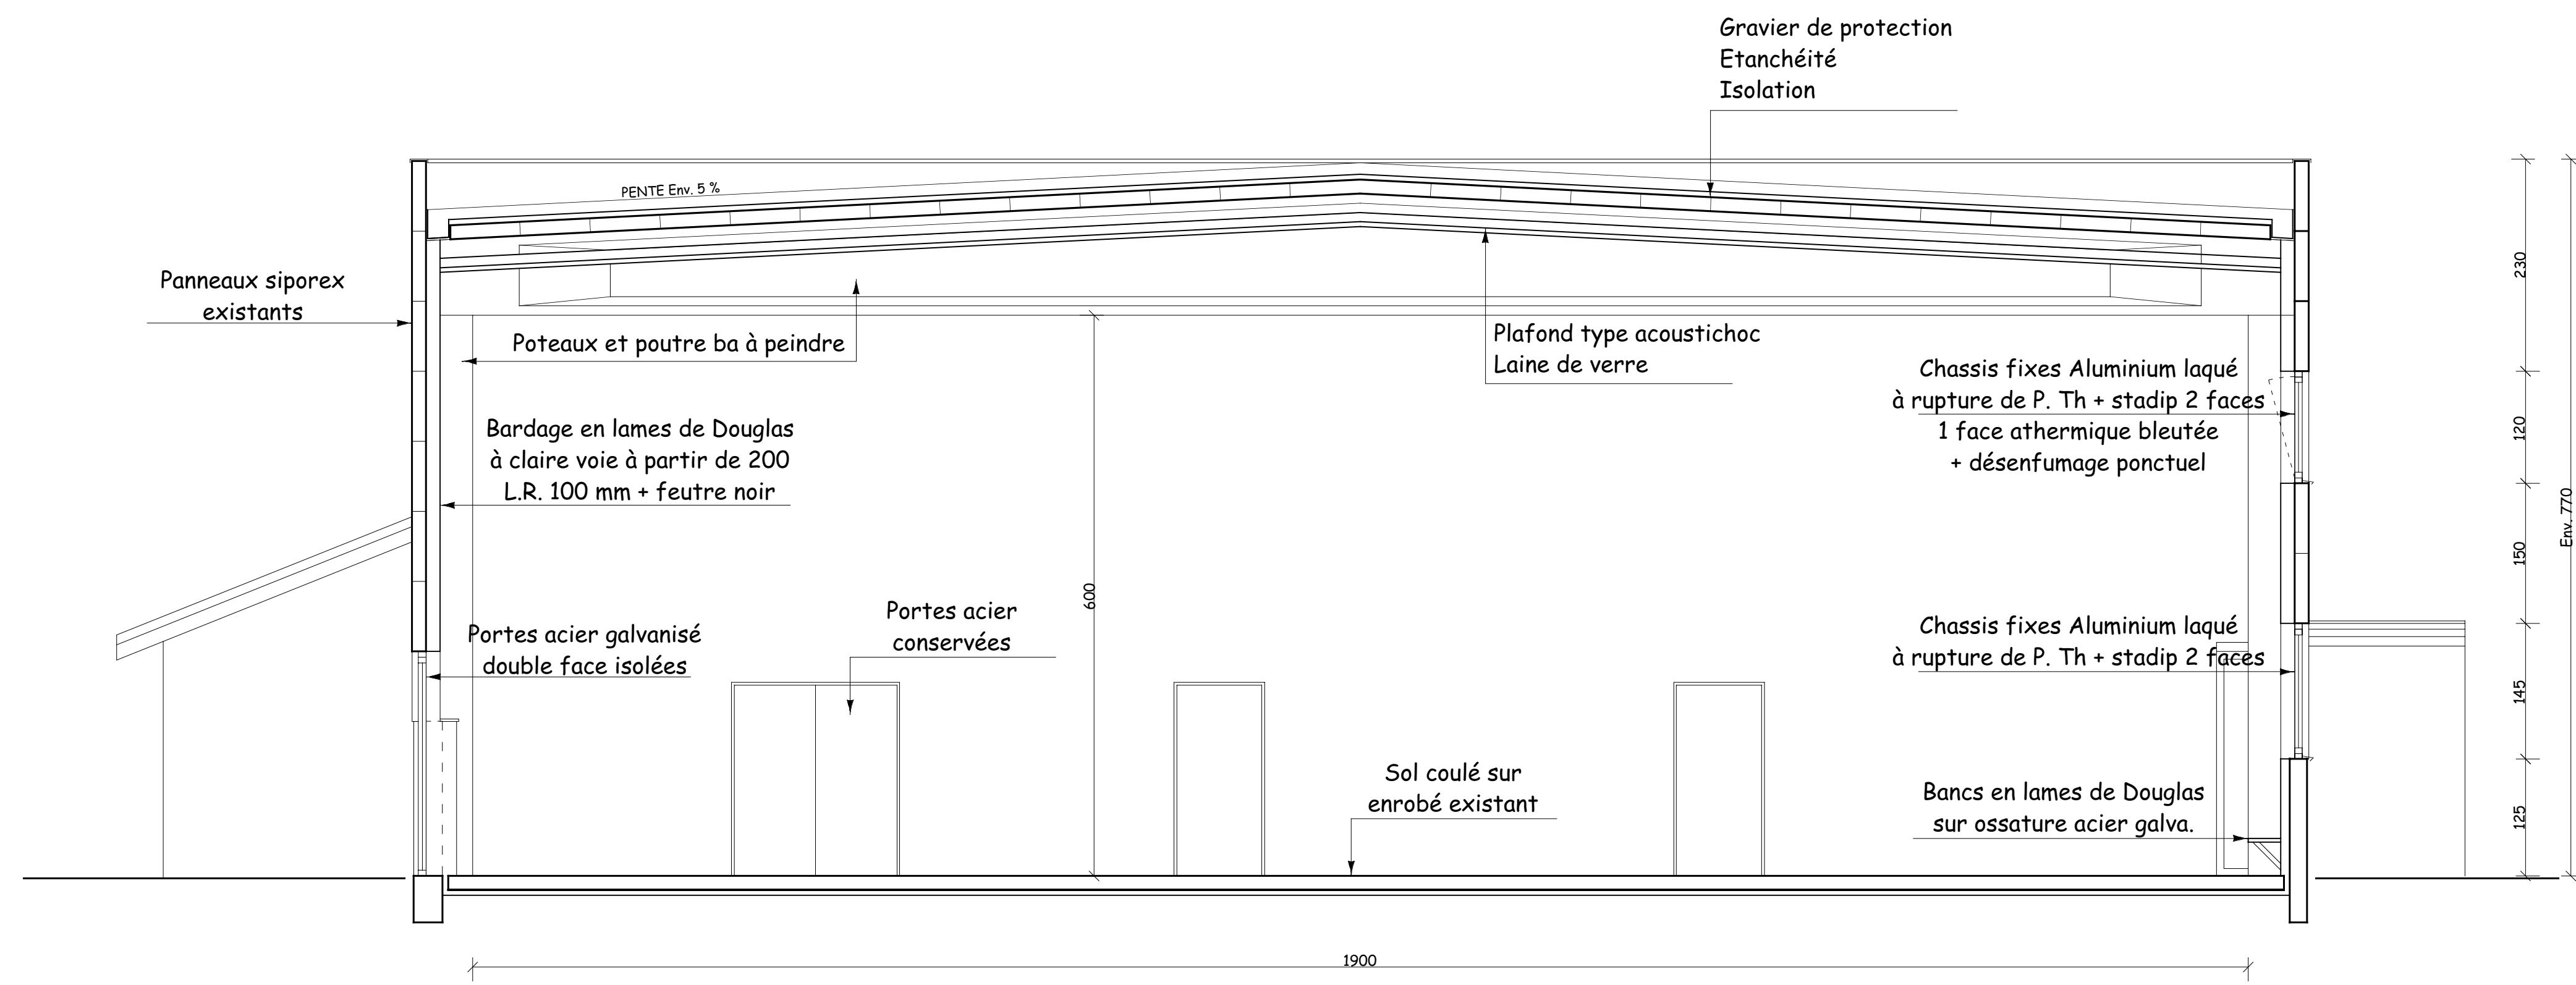 Gravier de protection
Etanchéité
Isolation
PENTE Env. 5 %
Panneaux siporex
existants
Poteaux et poutre ba à peindre
Plafond type acoustichoc
Laine de verre
Chassis fixes Aluminium laqué
à rupture de P. Th + stadip 2 faces
1 face athermique bleutée
+ désenfumage ponctuel
Bardage en lames de Douglas
à claire voie à partir de 200
L.R. 100 mm + feutre noir
Portes acier galvanisé
double face isolées
Portes acier
conservées
600
Chassis fixes Aluminium laqué
à rupture de P. Th + stadip 2 faces
Sol coulé sur
enrobé existant
Bancs en lames de Douglas
sur ossature acier galva.
230
120
150
145
125
Env. 770
1900